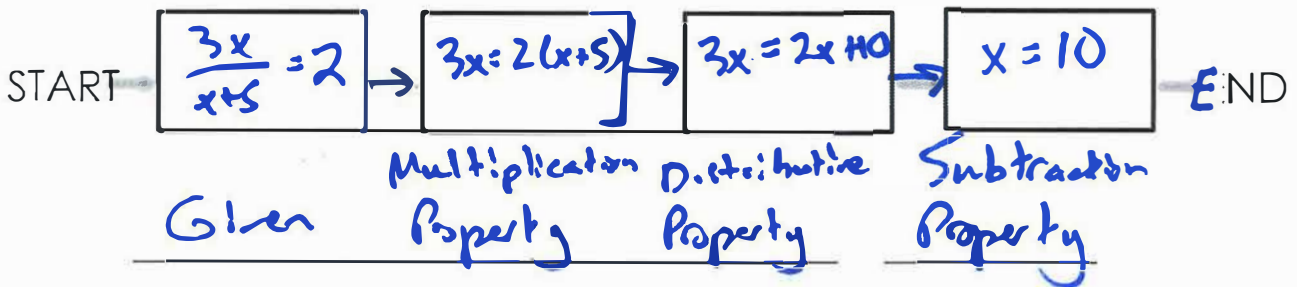 START 3x/x+5 = 2 → 3x = 2(x+5) → 3x = 2x+10 → x = 10 END
Given
Multiplication Property
Distributive Property
Subtraction Property